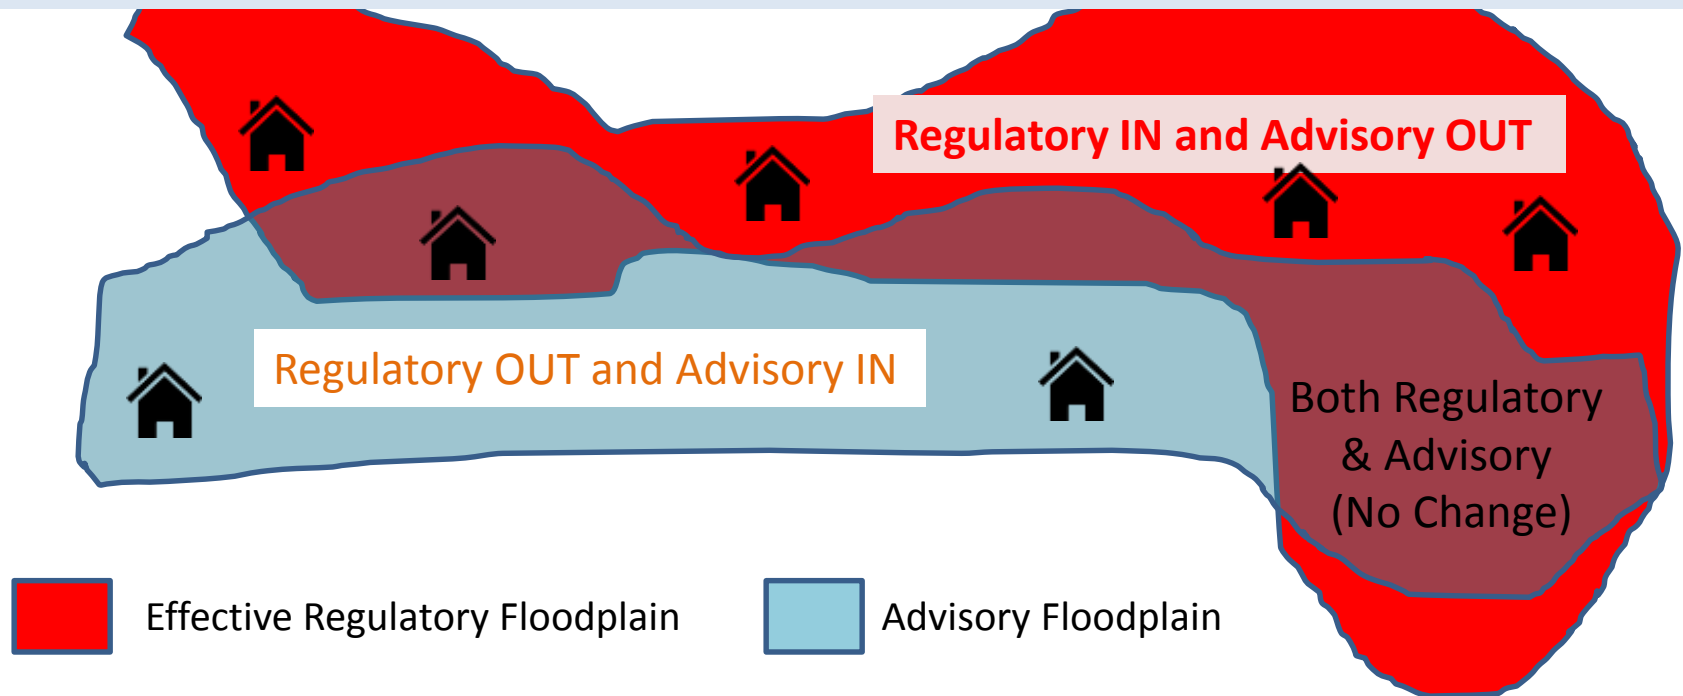 Regulatory IN and Advisory OUT
Regulatory OUT and Advisory IN
Both Regulatory
& Advisory
(No Change)
Effective Regulatory Floodplain
Advisory Floodplain